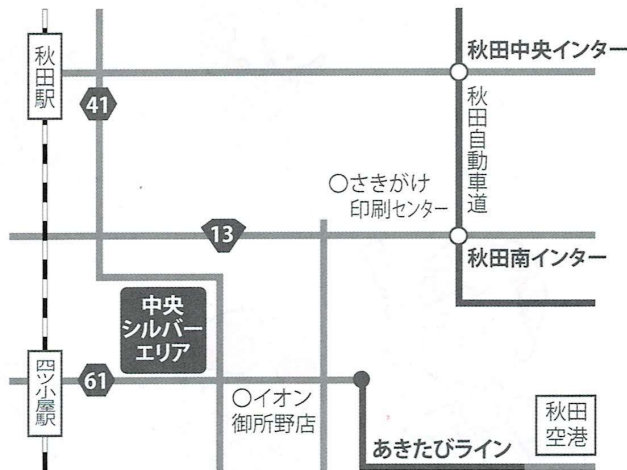 秋田駅
41
秋田中央インター
秋田自動車道
○さきがけ
印刷センター
13
秋田南インター
中央
シルバー
エリア
四ツ小屋駅
61
○イオン
御所野店
あきたびライン
秋田
空港